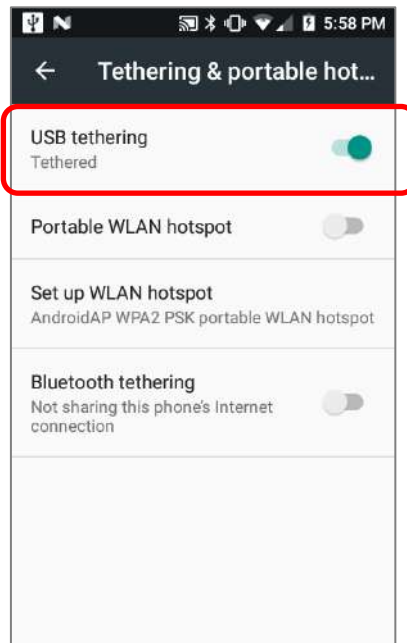 5:58 PM
Tethering & portable hot...
USB tethering
Tethered
Portable WLAN hotspot
Set up WLAN hotspot
AndroidAP WPA2 PSK portable WLAN hotspot
Bluetooth tethering
Not sharing this phone's Internet
connection